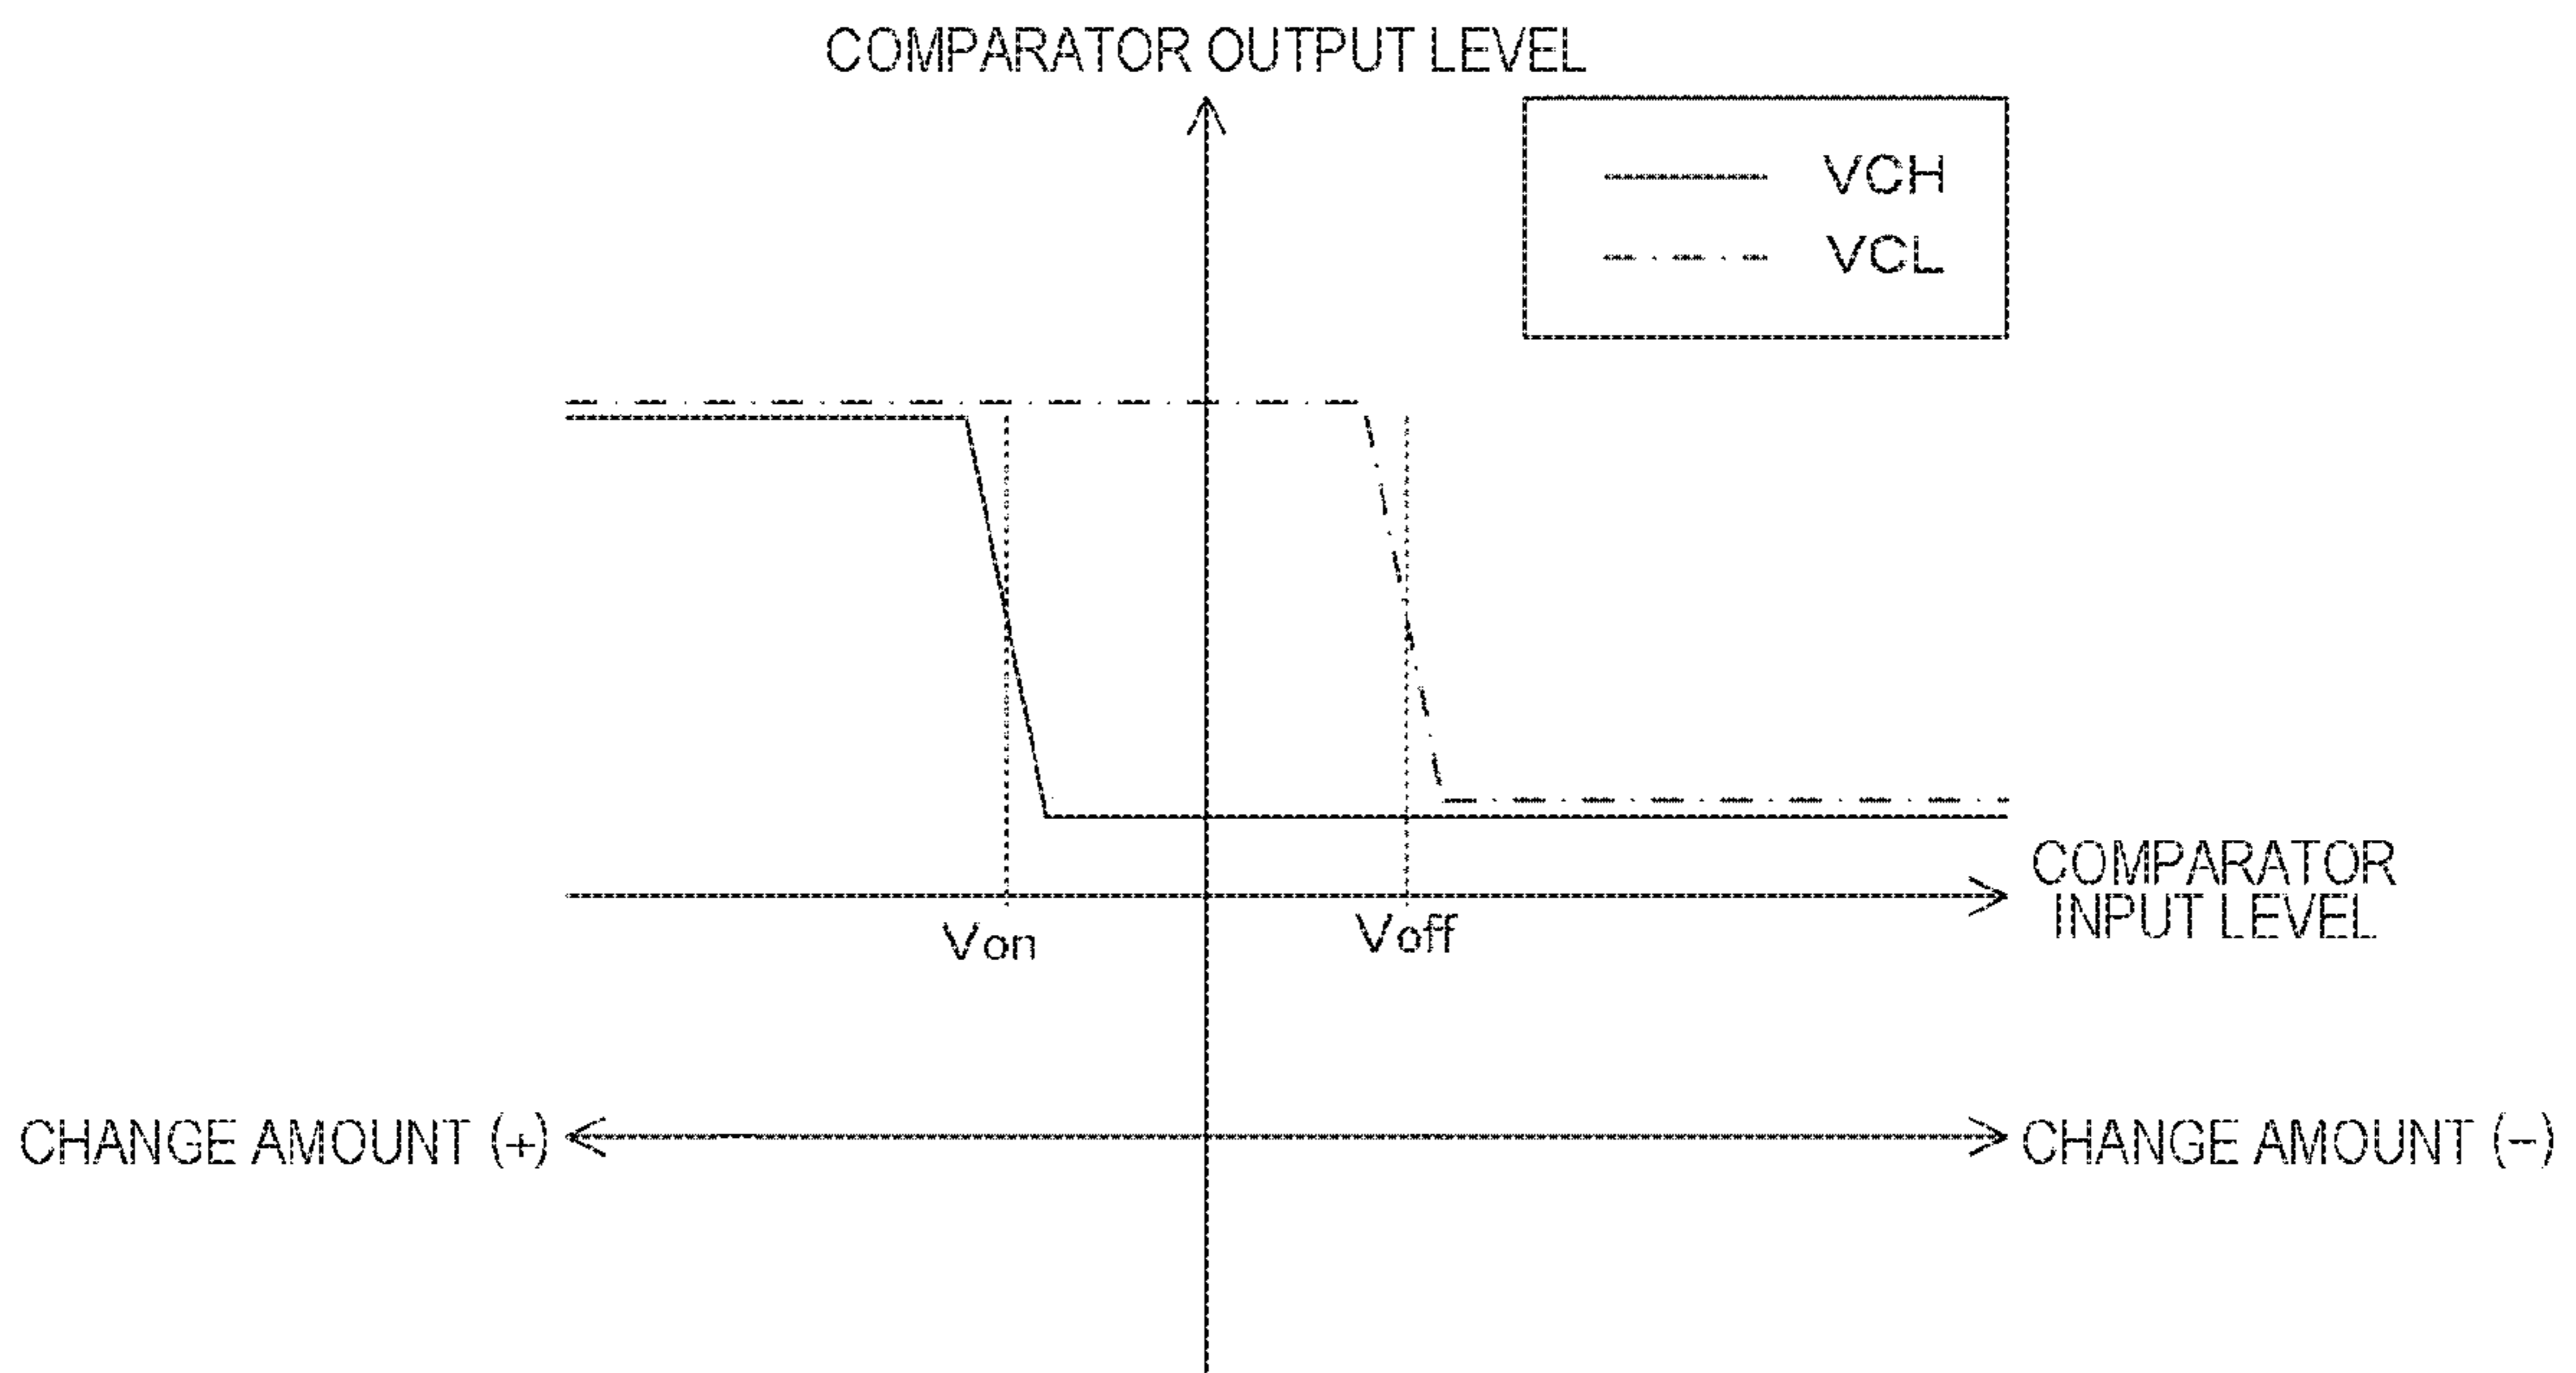 COMPARATOR OUTPUT LEVEL
VCH
VCL
COMPARATOR
INPUT LEVEL
Von
Voff
CHANGE AMOUNT (+)
CHANGE AMOUNT (−)